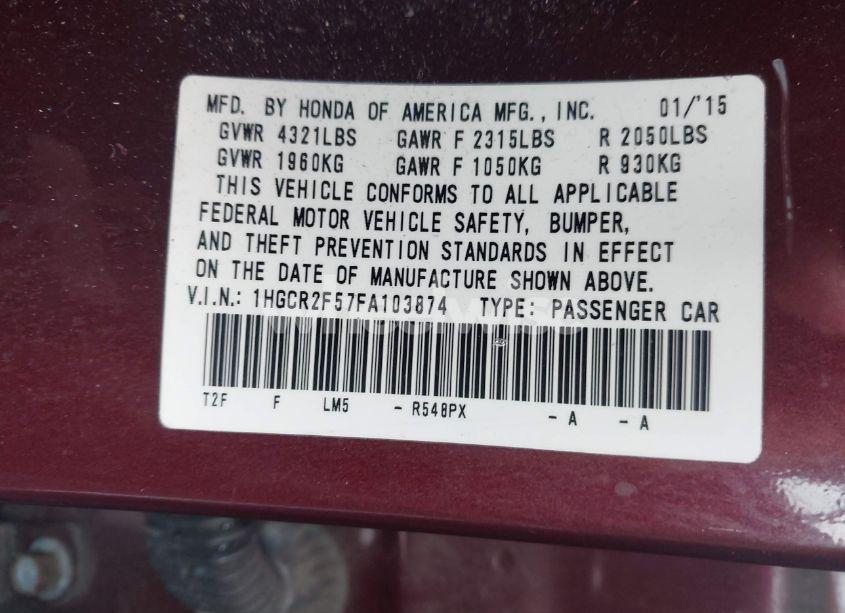 MFD. BY HONDA OF AMERICA MFG., INC. 01/'15
GVWR 4321LBS GAWR F 2315LBS R 2050LBS
GVWR 1960KG GAWR F 1050KG R 930KG
THIS VEHICLE CONFORMS TO ALL APPLICABLE
FEDERAL MOTOR VEHICLE SAFETY, BUMPER,
AND THEFT PREVENTION STANDARDS IN EFFECT
ON THE DATE OF MANUFACTURE SHOWN ABOVE.
V.I.N.: 1HGCR2F57FA103874 TYPE: PASSENGER CAR
T2F F LM5 - R548PX - A - A